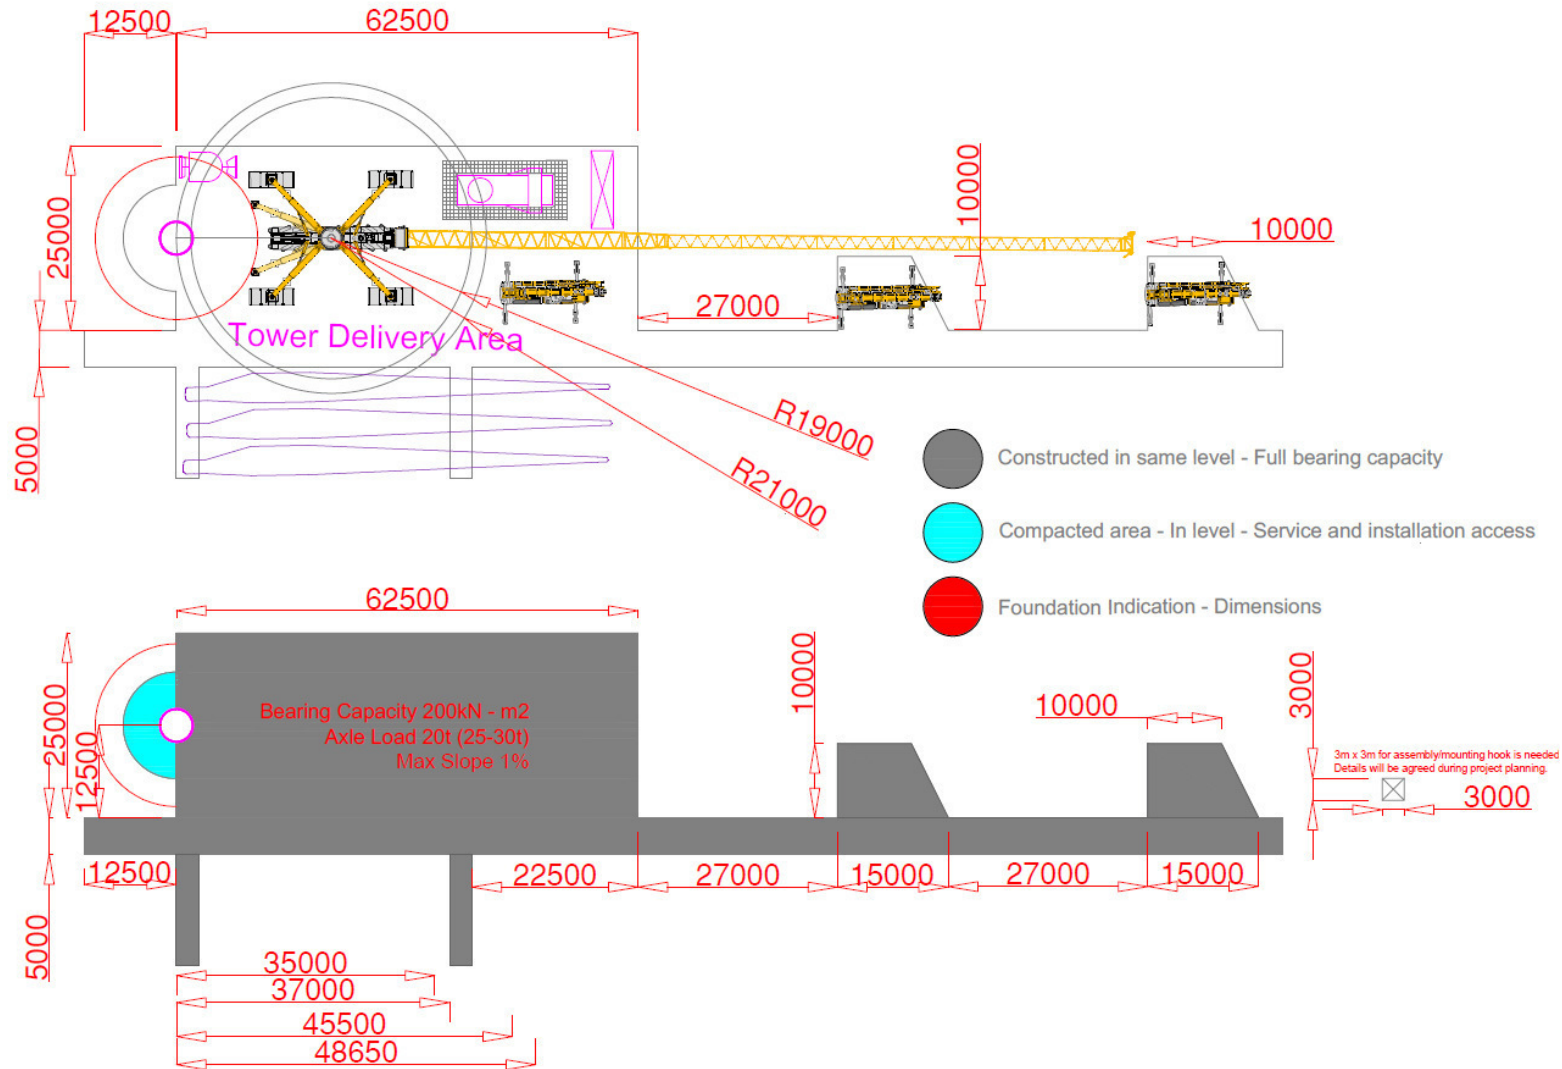 12500
62500
25000
10000
10000
27000
Tower Delivery Area
5000
R19000
R21000
Constructed in same level - Full bearing capacity
Compacted area - In level - Service and installation access
Foundation Indication - Dimensions
62500
25000
12500
Bearing Capacity 200kN - m2
Axle Load 20t (25-30t)
Max Slope 1%
10000
10000
3000
3m x 3m for assembly/mounting hook is needed
Details will be agreed during project planning.
3000
12500
22500
27000
15000
27000
15000
5000
35000
37000
45500
48650